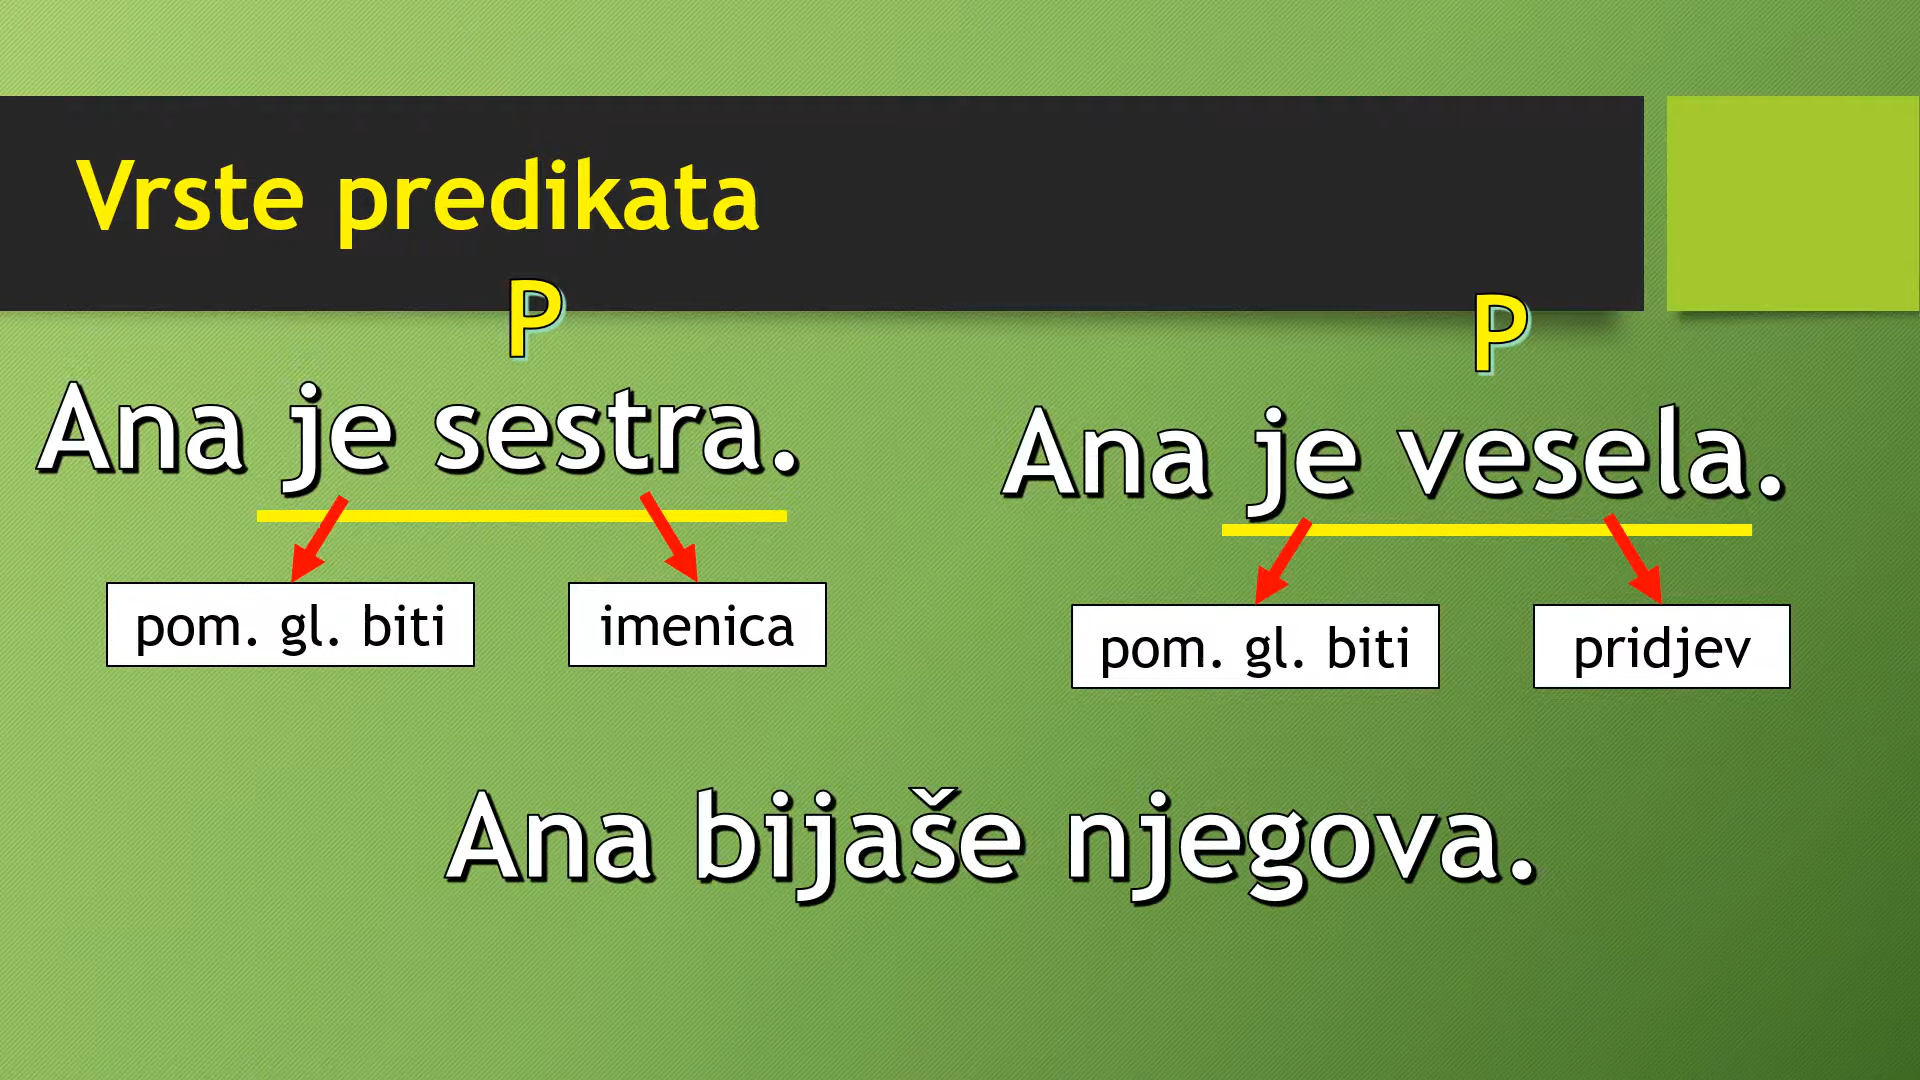 Vrste predikata
P
P
Ana je sestra.
Ana je vesela.
pom. gl. biti
imenica
pom. gl. biti
pridjev
Ana bijaše njegova.